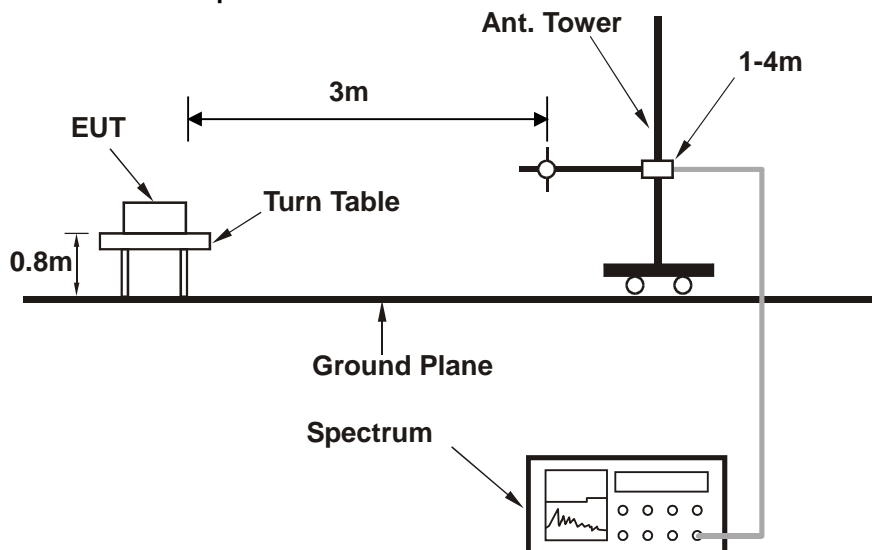 Ant. Tower
1-4m
3m
EUT
Turn Table
0.8m
Ground Plane
Spectrum